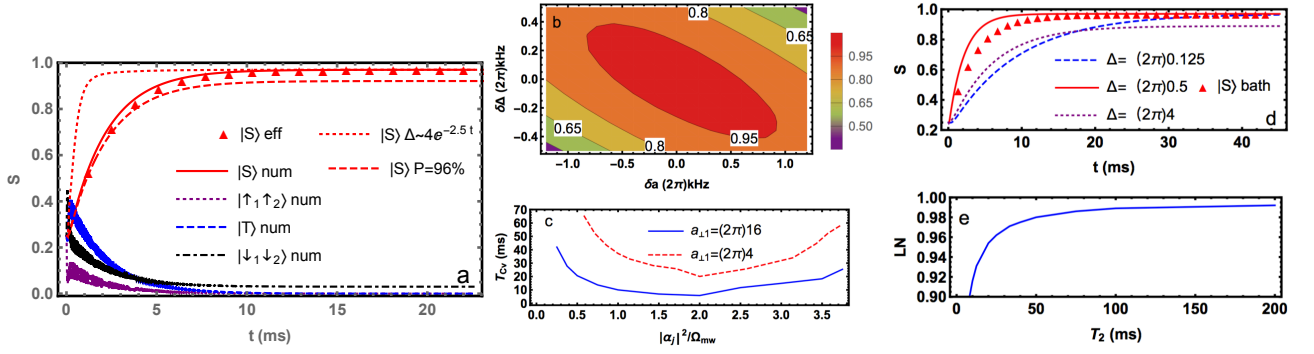 S
1.0
0.8
0.6
0.4
0.2
0.0
0
5
10
15
20
t (ms)
|S⟩ eff
|S⟩ Δ~4e^-2.5 t
|S⟩ num
|S⟩ P=96%
|↑₁↑₂⟩ num
|T⟩ num
|↓₁↓₂⟩ num
a
b
δΔ (2π)kHz
0.4
0.2
0.0
-0.2
-0.4
-1.0
-0.5
0.0
0.5
1.0
δa (2π)kHz
0.8
0.65
0.65
0.8
0.95
0.95
0.80
0.65
0.50
c
T_cv (ms)
70
60
50
40
30
20
10
0
0.0
0.5
1.0
1.5
2.0
2.5
3.0
3.5
|α_j|²/Ω_mw
a⊥1=(2π)16
a⊥1=(2π)4
S
1.0
0.8
0.6
0.4
0.2
0
10
20
30
40
t (ms)
Δ= (2π)0.125
Δ= (2π)0.5
|S⟩ bath
Δ= (2π)4
d
e
LN
1.00
0.98
0.96
0.94
0.92
0.90
0
50
100
150
200
T₂ (ms)